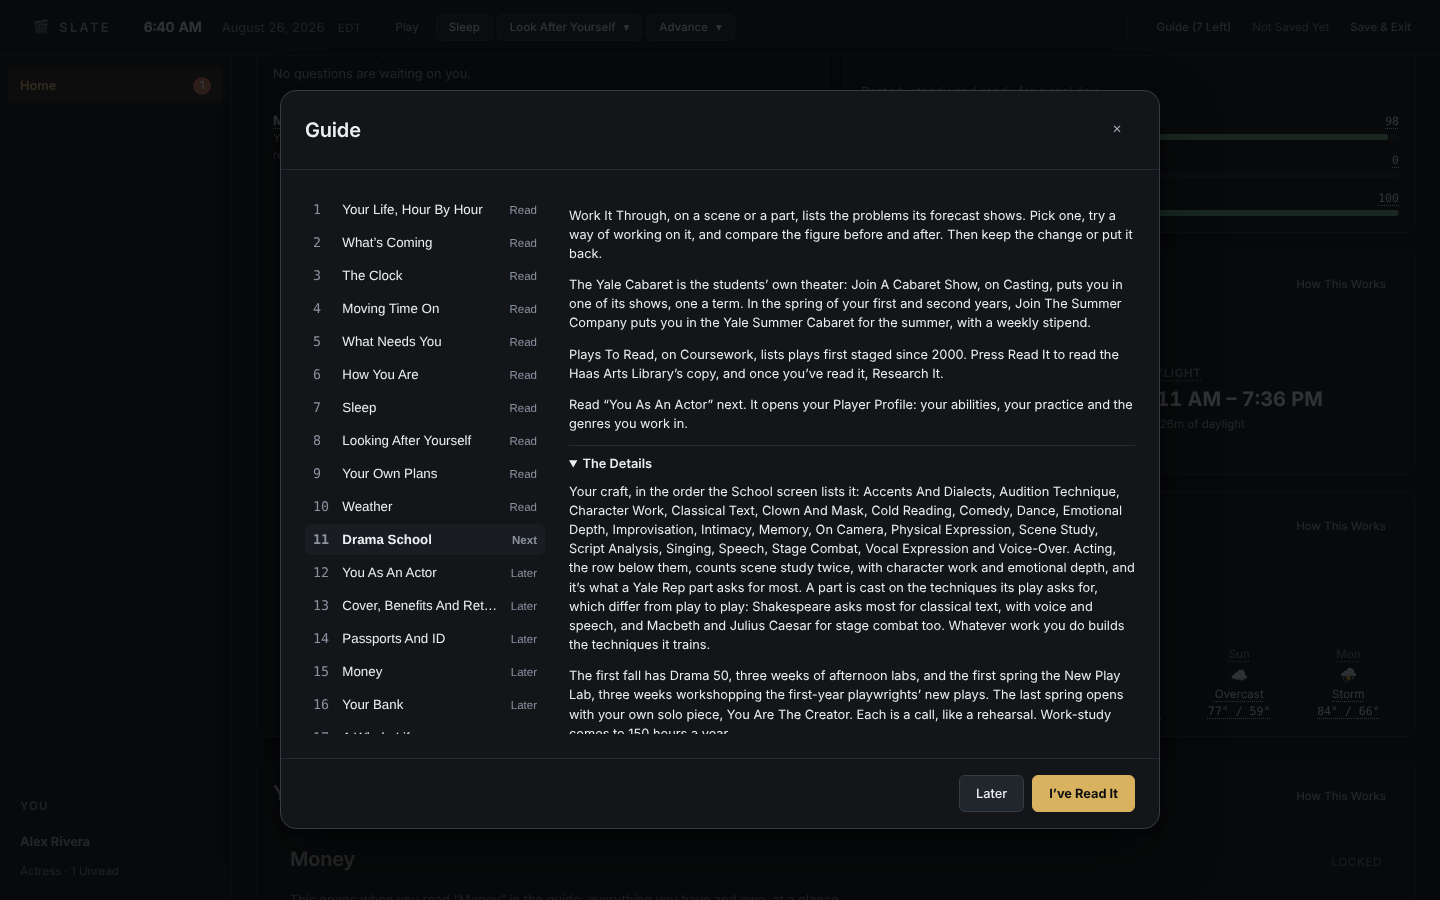 SLATE
6:40 AM August 26, 2026 EDT
Play
Sleep
Look After Yourself ▾
Advance ▾
Guide (7 Left)
Not Saved Yet
Save & Exit
Home
1
No questions are waiting on you.
98
0
100
Guide
×
1 Your Life, Hour By Hour Read
2 What’s Coming Read
3 The Clock Read
4 Moving Time On Read
5 What Needs You Read
6 How You Are Read
7 Sleep Read
8 Looking After Yourself Read
9 Your Own Plans Read
10 Weather Read
11 Drama School Next
12 You As An Actor Later
13 Cover, Benefits And Ret… Later
14 Passports And ID Later
15 Money Later
16 Your Bank Later
Work It Through, on a scene or a part, lists the problems its forecast shows. Pick one, try a
way of working on it, and compare the figure before and after. Then keep the change or put it
back.
The Yale Cabaret is the students’ own theater: Join A Cabaret Show, on Casting, puts you in
one of its shows, one a term. In the spring of your first and second years, Join The Summer
Company puts you in the Yale Summer Cabaret for the summer, with a weekly stipend.
Plays To Read, on Coursework, lists plays first staged since 2000. Press Read It to read the
Haas Arts Library’s copy, and once you’ve read it, Research It.
Read “You As An Actor” next. It opens your Player Profile: your abilities, your practice and the
genres you work in.
▼ The Details
Your craft, in the order the School screen lists it: Accents And Dialects, Audition Technique,
Character Work, Classical Text, Clown And Mask, Cold Reading, Comedy, Dance, Emotional
Depth, Improvisation, Intimacy, Memory, On Camera, Physical Expression, Scene Study,
Script Analysis, Singing, Speech, Stage Combat, Vocal Expression and Voice-Over. Acting,
the row below them, counts scene study twice, with character work and emotional depth, and
it’s what a Yale Rep part asks for most. A part is cast on the techniques its play asks for,
which differ from play to play: Shakespeare asks most for classical text, with voice and
speech, and Macbeth and Julius Caesar for stage combat too. Whatever work you do builds
the techniques it trains.
The first fall has Drama 50, three weeks of afternoon labs, and the first spring the New Play
Lab, three weeks workshopping the first-year playwrights’ new plays. The last spring opens
with your own solo piece, You Are The Creator. Each is a call, like a rehearsal. Work-study
comes to 150 hours a year
Later
I’ve Read It
How This Works
11 AM – 7:36 PM
26m of daylight
How This Works
Sun
Mon
Overcast
Storm
77° / 59°
84° / 66°
How This Works
YOU
Alex Rivera
Actress · 1 Unread
Money
LOCKED